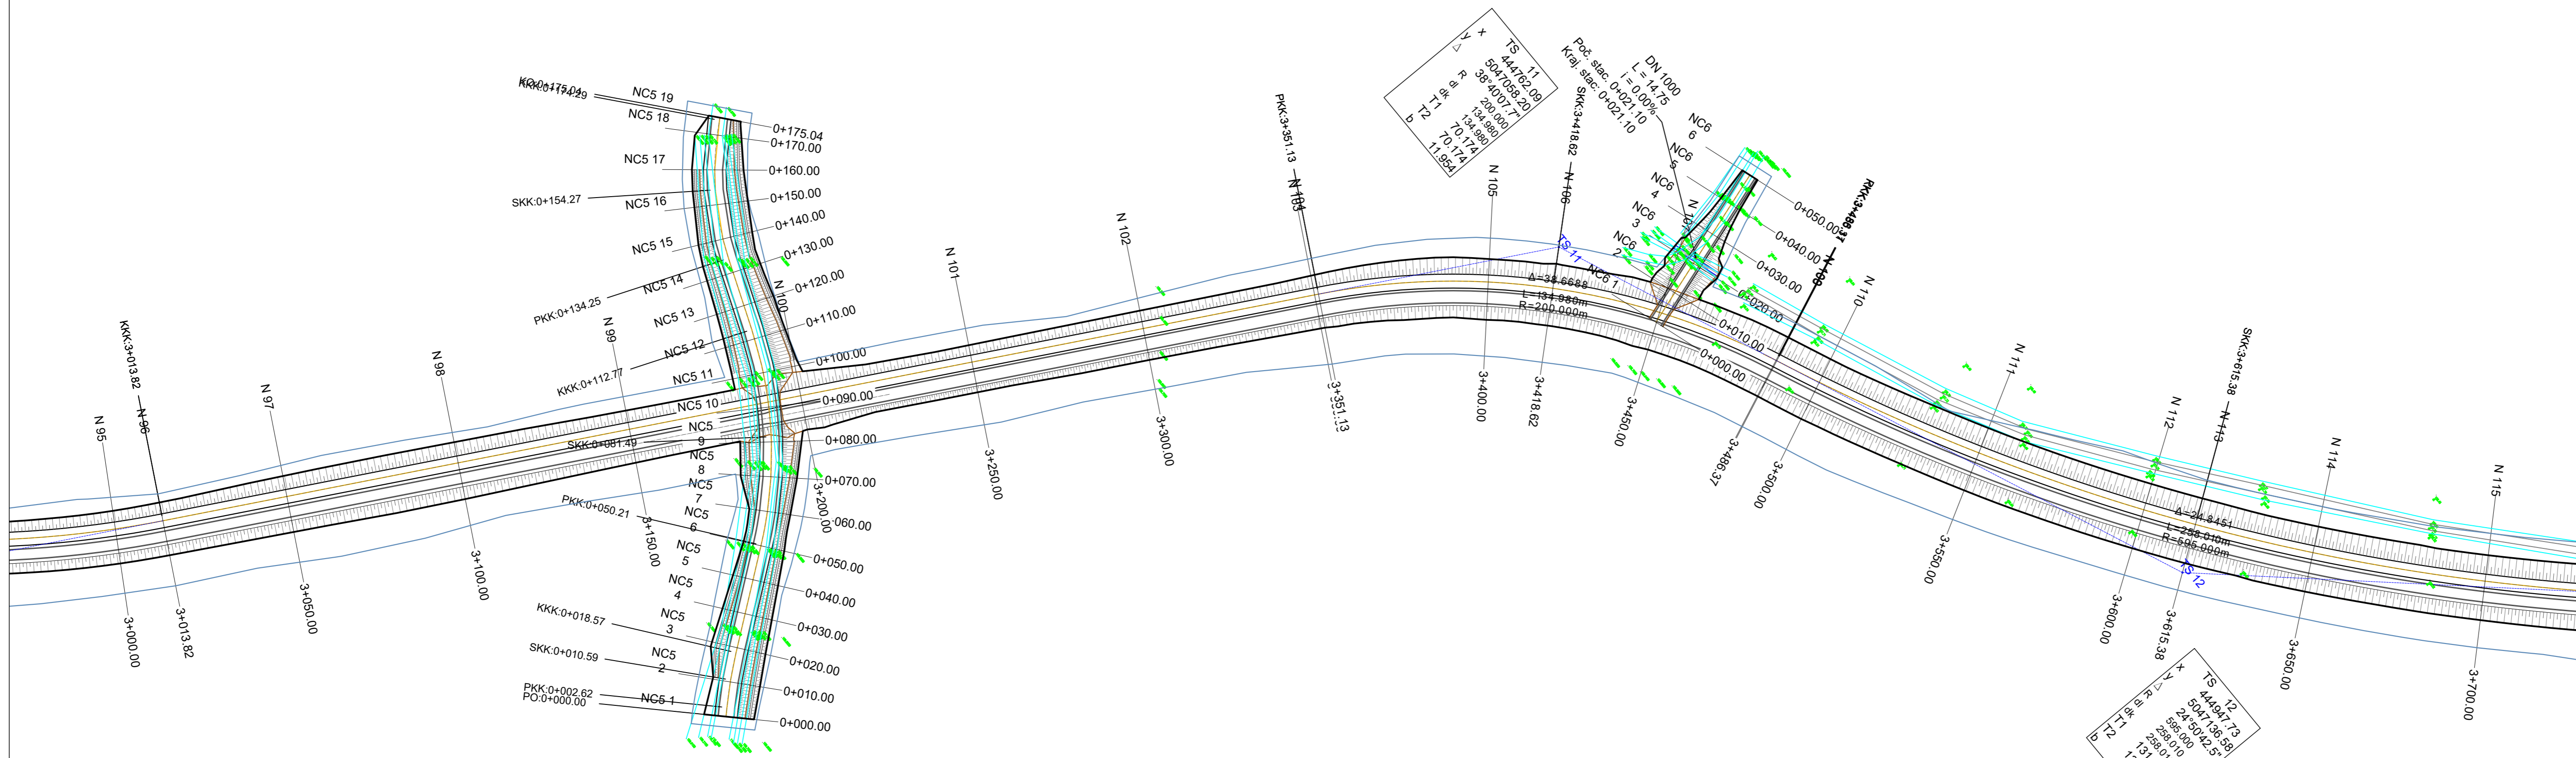 KKK:0+174.29
NC5 19
NC5 18
NC5 17
SKK:0+154.27
NC5 16
NC5 15
NC5 14
PKK:0+134.25
NC5 13
NC5 12
KKK:0+112.77
NC5 11
NC5 10
NC5
9
SKK:0+081.49
NC5
8
NC5
7
PKK:0+050.21
NC5
6
NC5
5
NC5
4
KKK:0+018.57
NC5
3
SKK:0+010.59
NC5
2
PKK:0+002.62
PO:0+000.00
NC5 1
0+175.04
0+170.00
0+160.00
0+150.00
0+140.00
0+130.00
0+120.00
0+110.00
0+100.00
0+090.00
0+080.00
0+070.00
0+050.00
0+040.00
0+030.00
0+020.00
0+010.00
0+000.00
N 95
KKK:3+013.82
N 96
N 97
N 98
N 99
N 100
N 101
N 102
PKK:3+351.13
N 104
N 105
SKK:3+418.62
N 106
N 110
N 111
N 112
SKK:3+615.38
N 113
N 114
N 115
3+000.00
3+013.82
3+050.00
3+100.00
3+150.00
3+200.00
3+250.00
3+300.00
3+351.13
3+400.00
3+418.62
3+450.00
3+486.37
3+500.00
3+550.00
3+600.00
3+615.38
3+650.00
3+700.00
TS 11
x 444762.09
y 5047058.20
△ 38°40'07.7"
R 200.000
dl 134.980
dk 134.980
T1 70.174
T2 70.174
b 11.954
DN 1000
L = 14.75
i = 0.00%
Poč. stac. 0+021.10
Kraj. stac: 0+021.10
NC6
6
NC6
5
NC6
4
NC6
3
NC6
2
NC6 1
0+050.00
0+040.00
0+030.00
0+020.00
0+010.00
0+000.00
TS 11
Δ=38.6688
L=134.980m
R=200.000m
Δ=24.8451
L=258.010m
R=595.000m
TS 12
TS 12
x 444947.73
y 5047136.58
△ 24°50'42.5"
R 595.000
dl 258.010
dk
T1
T2
b